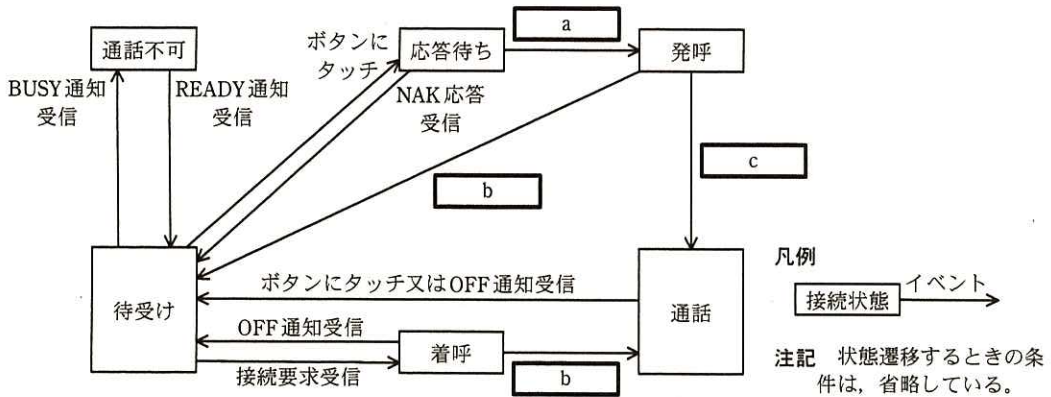 通話不可
BUSY通知
受信
READY通知
受信
ボタンに
タッチ
応答待ち
NAK応答
受信
a
発呼
b
c
待受け
ボタンにタッチ又はOFF通知受信
OFF通知受信
接続要求受信
着呼
b
通話
凡例
接続状態
イベント
注記 状態遷移するときの条
件は，省略している。